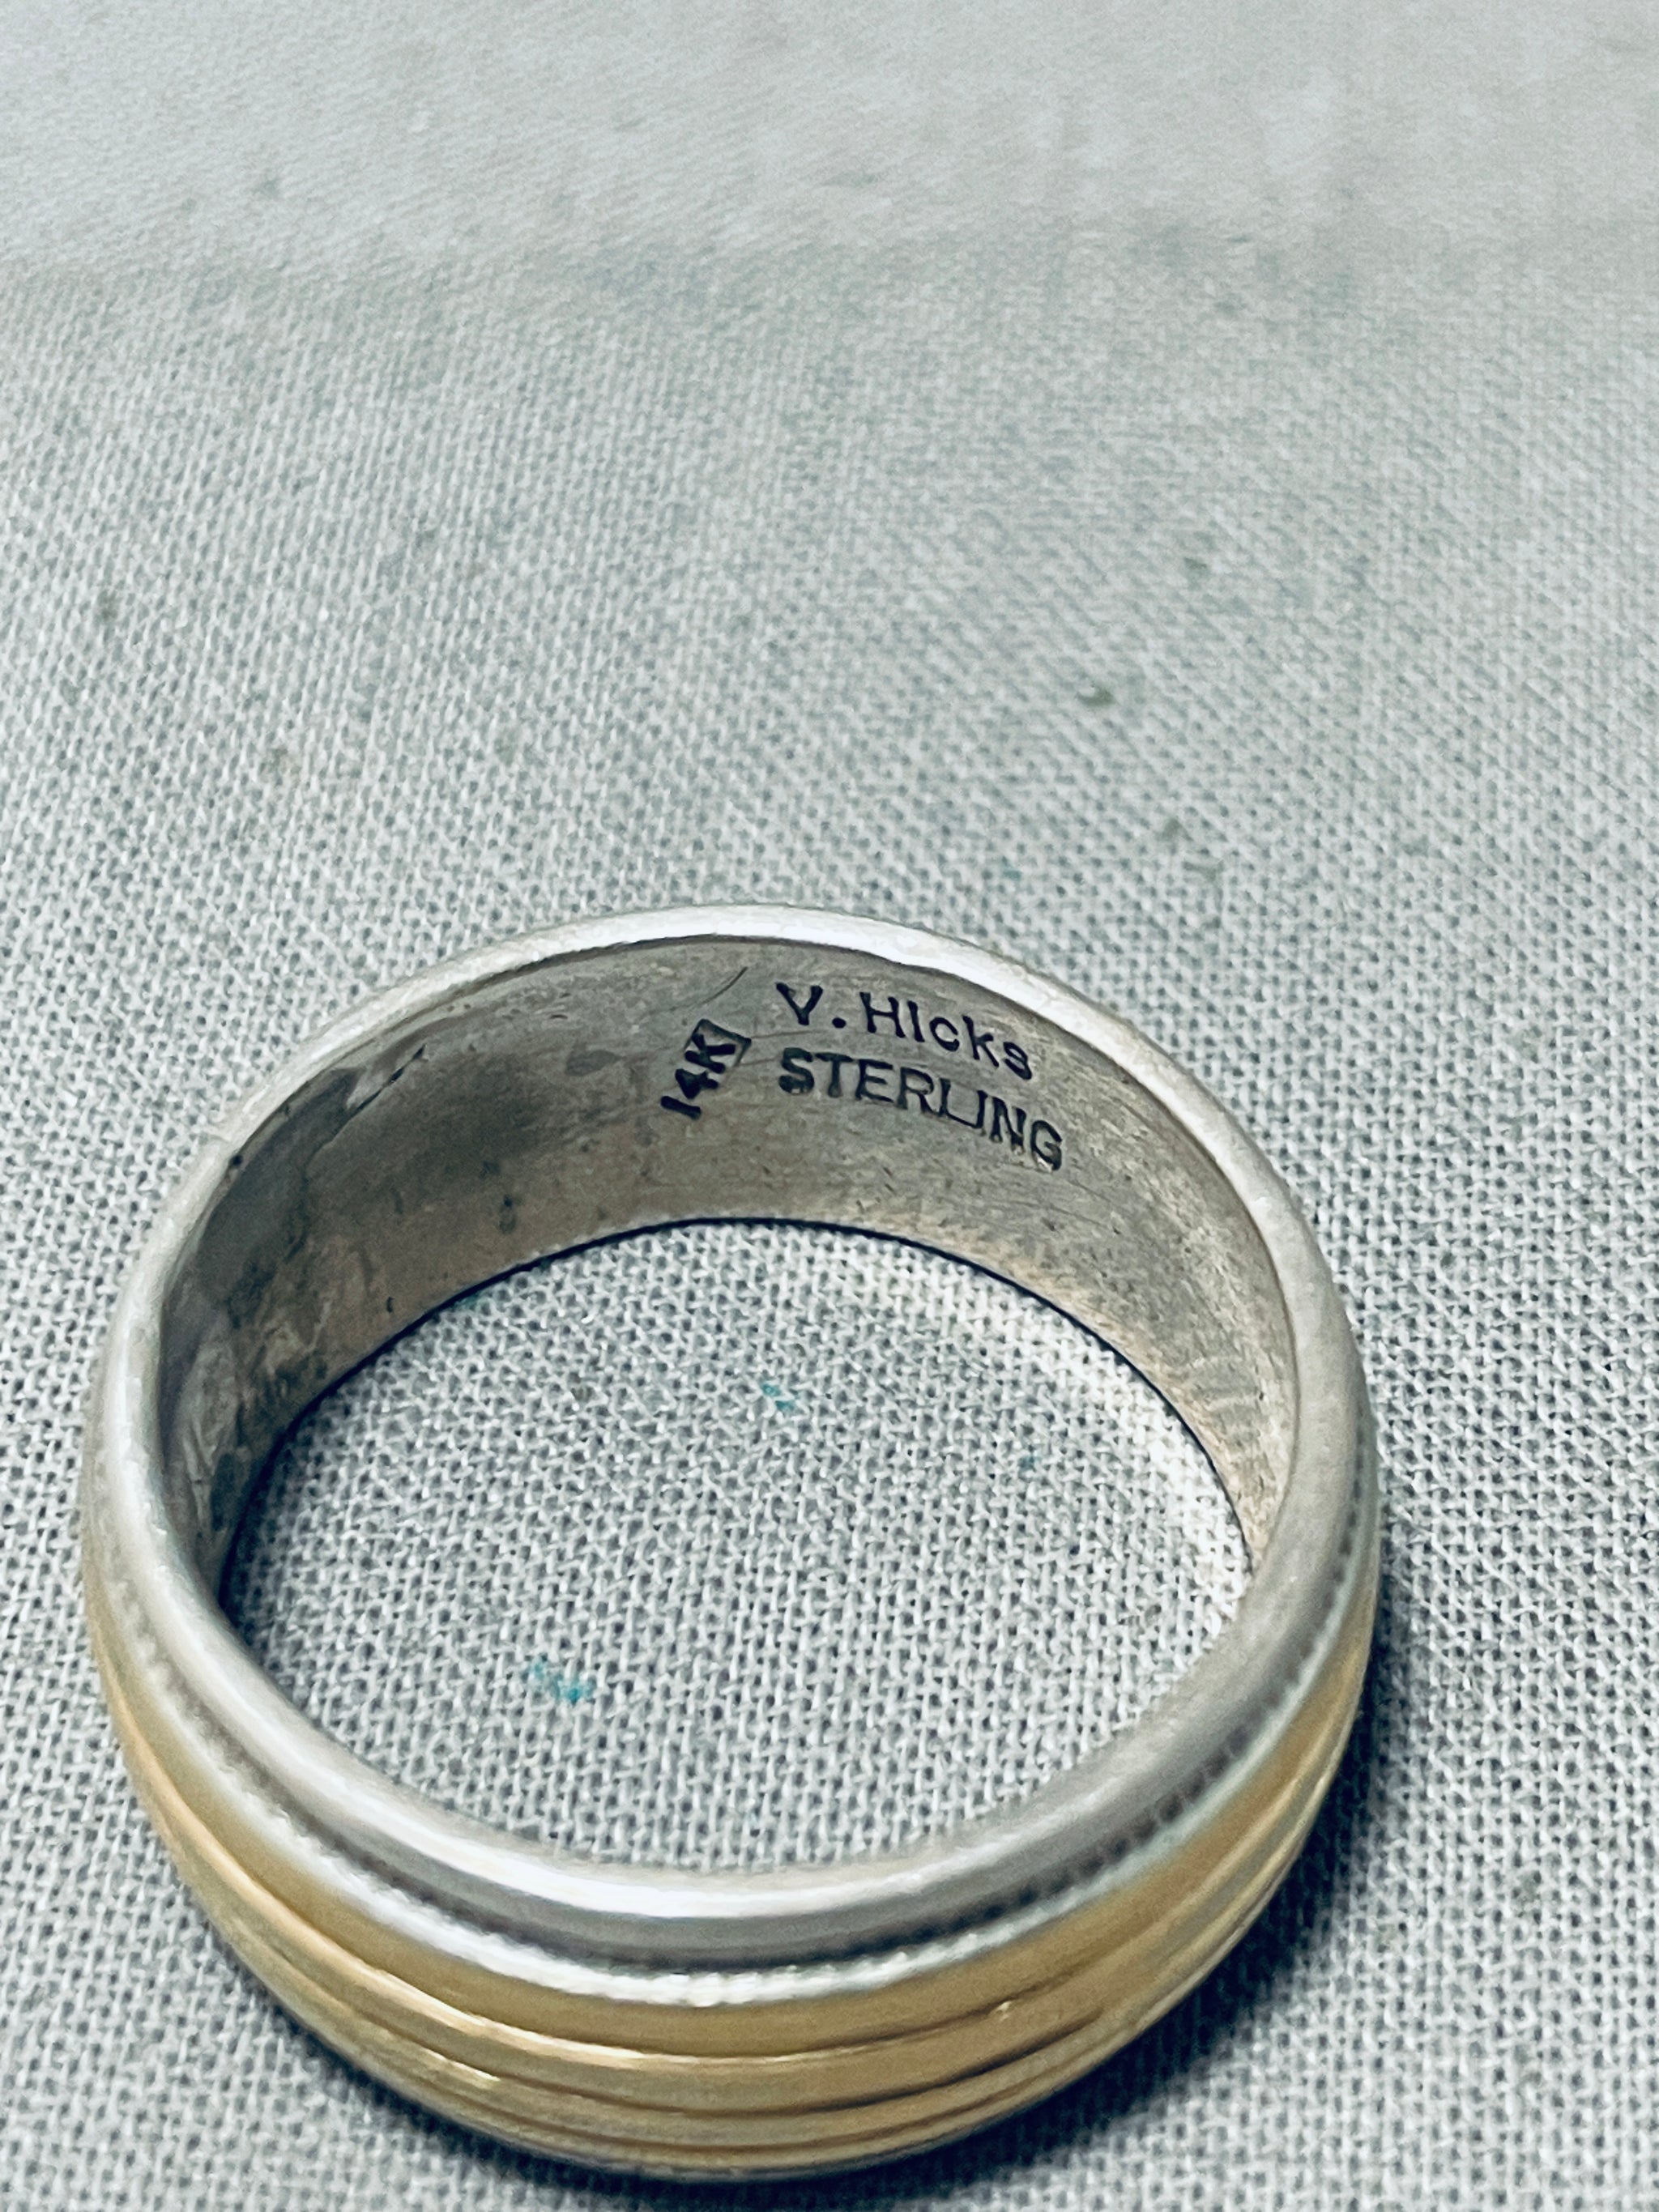 V. Hicks
STERLING
14K